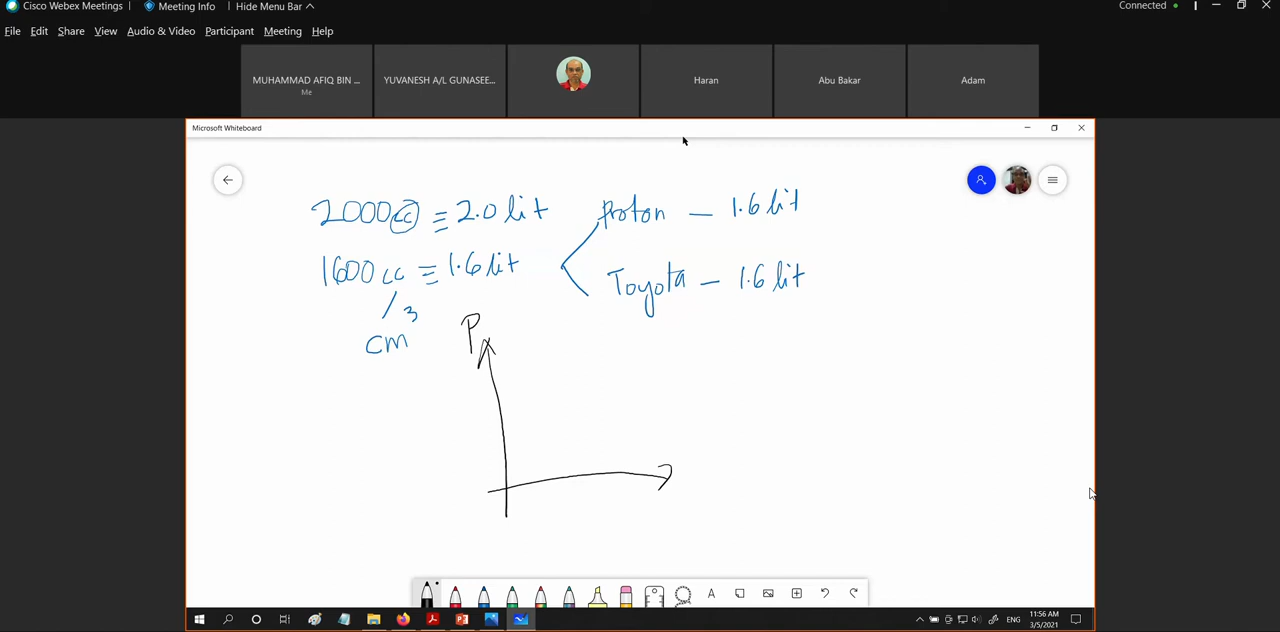 Cisco Webex Meetings | Meeting Info | Hide Menu Bar Connected
File Edit Share View Audio & Video Participant Meeting Help
MUHAMMAD AFIQ BIN ... YUVANESH A/L GUNASEE... Haran Abu Bakar Adam
Me
Microsoft Whiteboard
2000cc ≡ 2.0 lit proton – 1.6 lit
1600 cc ≡ 1.6 lit Toyota – 1.6 lit
cm³
P
A
ENG 11:56 AM
3/5/2021